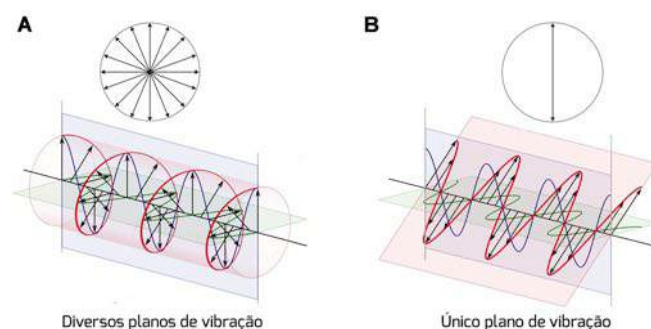 A
B
Diversos planos de vibração
Único plano de vibração